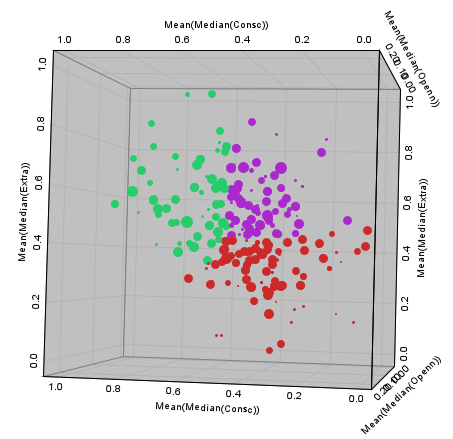 Mean(Median(Consc))
1.0 0.8 0.6 0.4 0.2 0.0
Mean(Median(Openn))
1.0
0.8
0.6
0.4
0.2
0.0
Mean(Median(Extra))
1.0
0.8
0.6
0.4
0.2
0.0
Mean(Median(Extra))
1.0 0.8 0.6 0.4 0.2 0.0
Mean(Median(Consc))
Mean(Median(Openn))